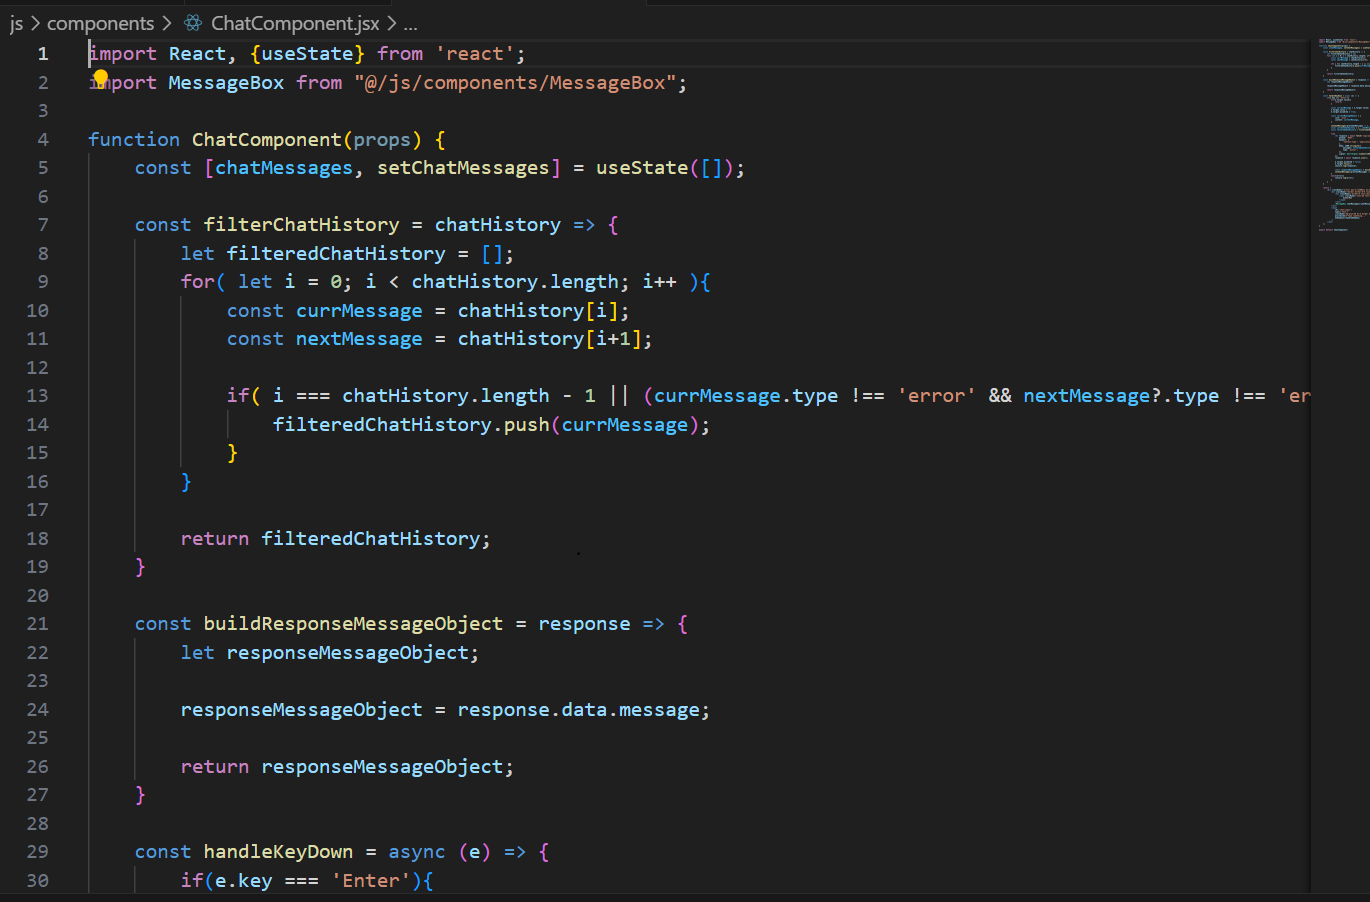 js > components > ChatComponent.jsx > ...
1 import React, {useState} from 'react';
2 import MessageBox from "@/js/components/MessageBox";
3
4 function ChatComponent(props) {
5     const [chatMessages, setChatMessages] = useState([]);
6
7     const filterChatHistory = chatHistory => {
8         let filteredChatHistory = [];
9         for( let i = 0; i < chatHistory.length; i++ ){
10             const currMessage = chatHistory[i];
11             const nextMessage = chatHistory[i+1];
12
13             if( i === chatHistory.length - 1 || (currMessage.type !== 'error' && nextMessage?.type !== 'er
14                 filteredChatHistory.push(currMessage);
15             }
16         }
17
18         return filteredChatHistory;
19     }
20
21     const buildResponseMessageObject = response => {
22         let responseMessageObject;
23
24         responseMessageObject = response.data.message;
25
26         return responseMessageObject;
27     }
28
29     const handleKeyDown = async (e) => {
30         if(e.key === 'Enter'){